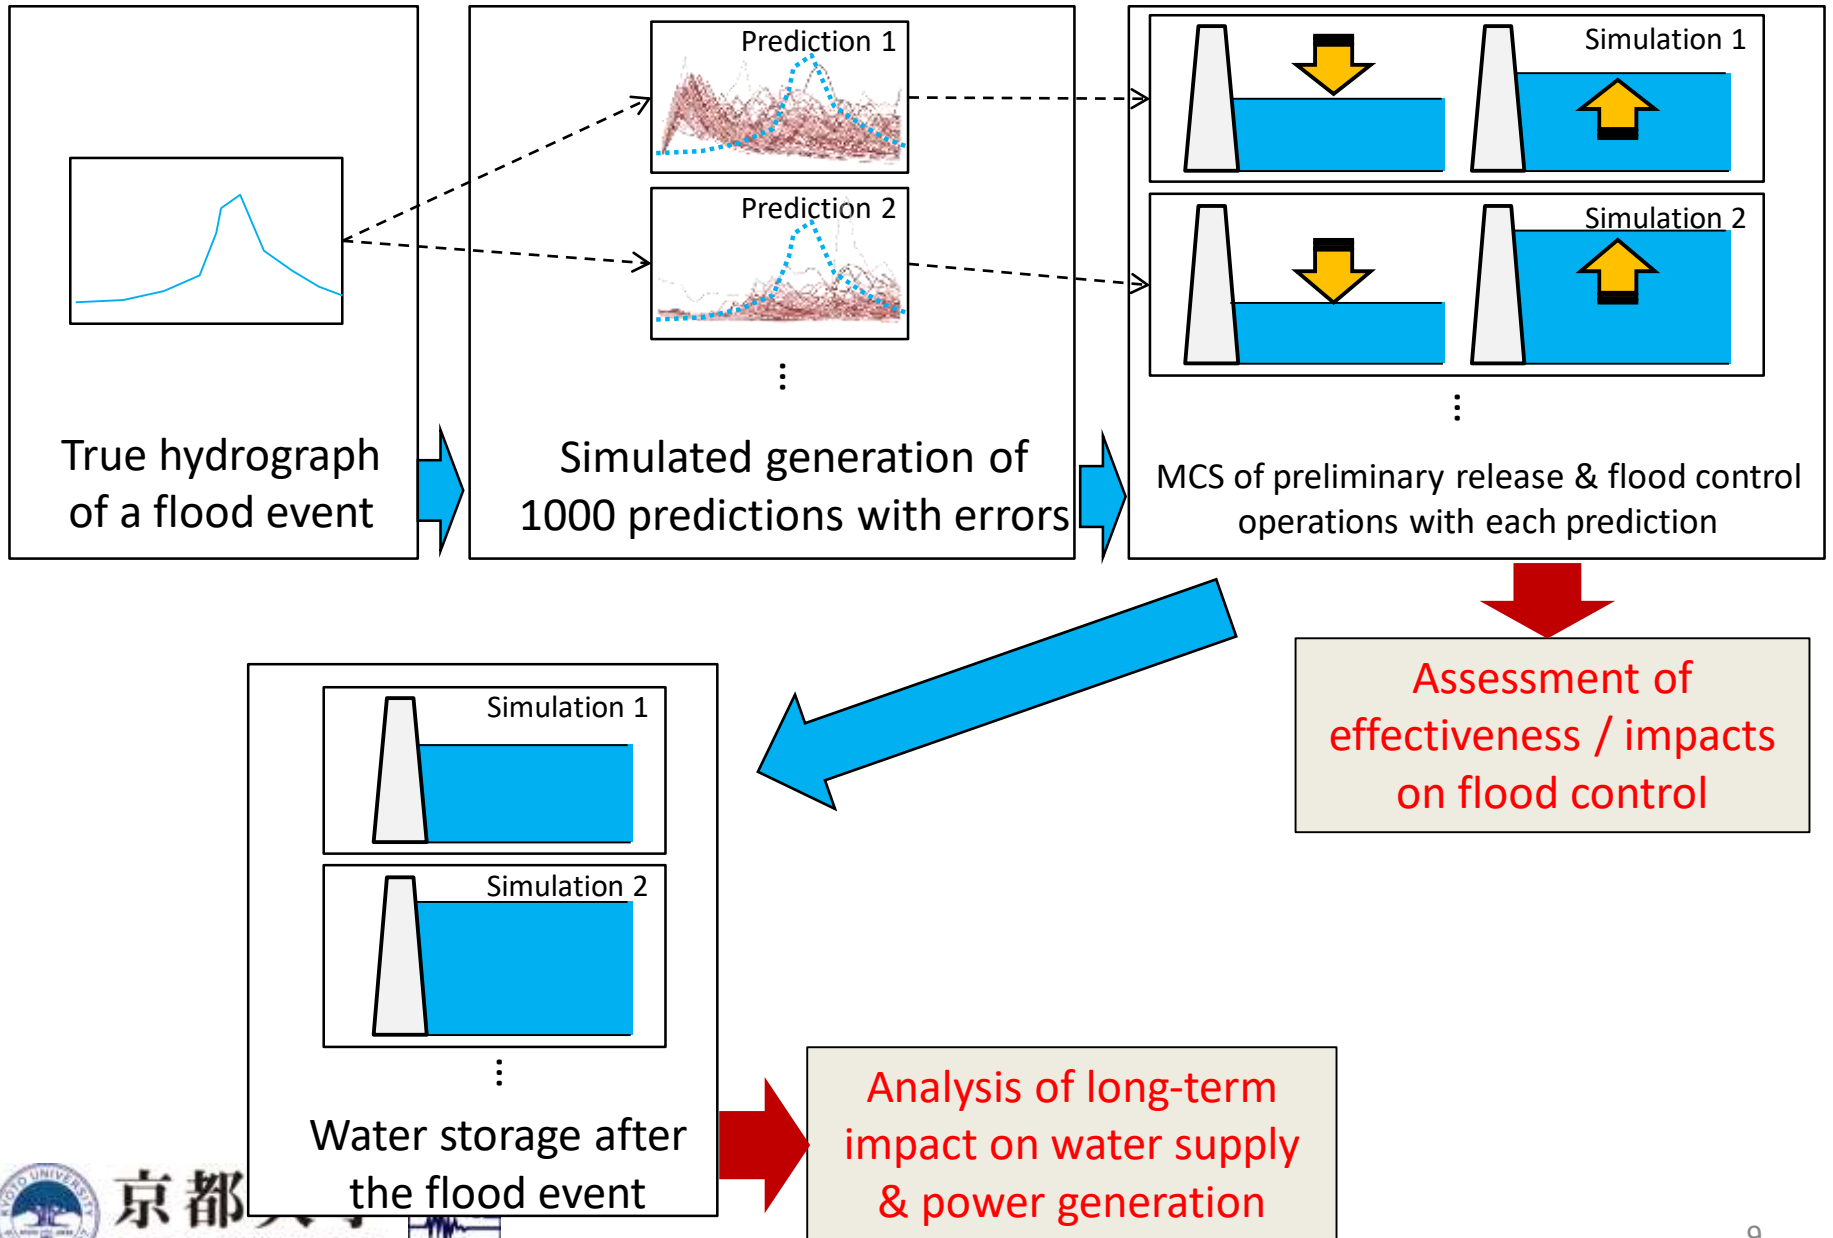 Prediction 1
Prediction 2
⋮
True hydrograph
of a flood event
Simulated generation of
1000 predictions with errors
Simulation 1
Simulation 2
⋮
MCS of preliminary release & flood control
operations with each prediction
Assessment of
effectiveness / impacts
on flood control
Simulation 1
Simulation 2
⋮
Water storage after
the flood event
Analysis of long-term
impact on water supply
& power generation
KYOTO UNIVERSITY
京都
9